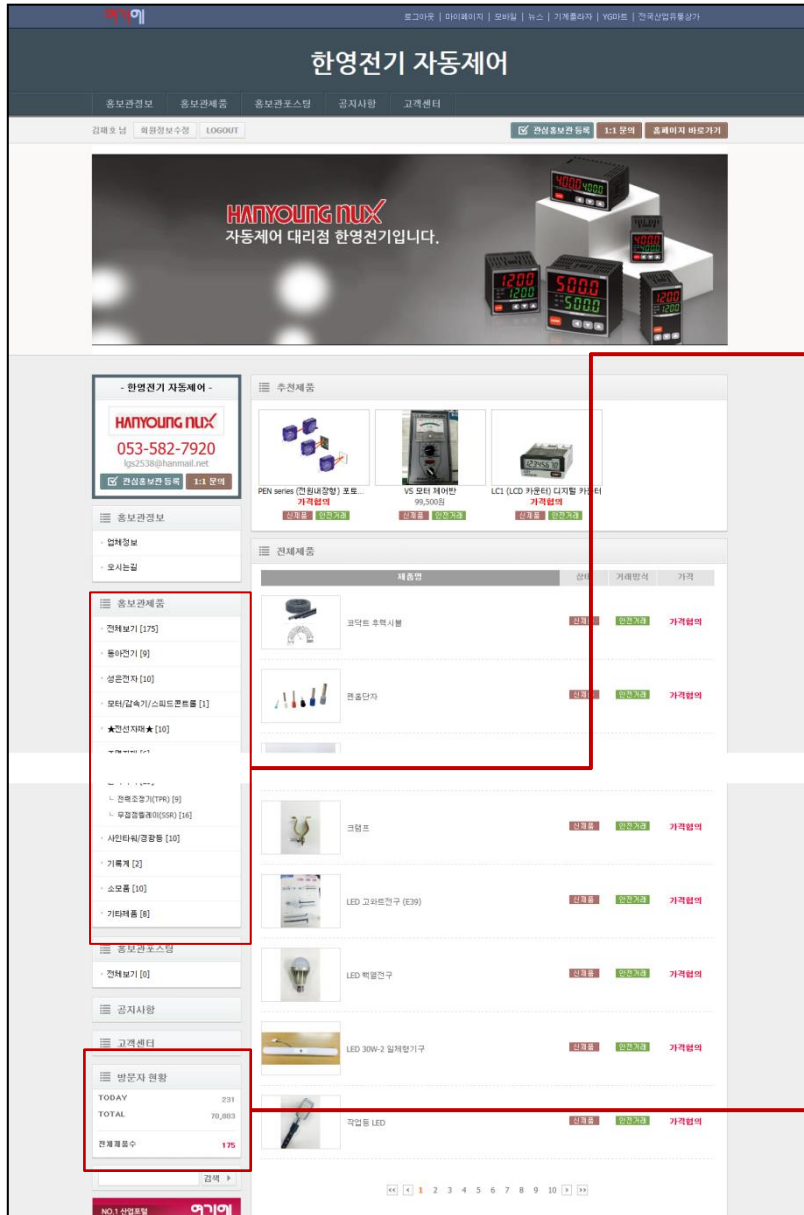 여기에
로그아웃 | 마이페이지 | 모바일 | 뉴스 | 기계플라자 | YG마트 | 전국산업유통상가
한영전기 자동제어
홍보관정보 홍보관제품 홍보관포스팅 공지사항 고객센터
김재호 님 회원정보수정 LOGOUT
관심홍보관 등록 1:1 문의 홈페이지 바로가기
HANYOUNG NUX
자동제어 대리점 한영전기입니다.
- 한영전기 자동제어 -
HANYOUNG NUX
053-582-7920
lgs2538@hanmail.net
관심홍보관 등록 1:1 문의
홍보관정보
· 업체정보
· 오시는길
홍보관제품
· 전체보기 [175]
· 동아전기 [9]
· 성은전자 [10]
· 모터/감속기/스피드콘트롤 [1]
· ★전선자재★ [10]
└ 전력조정기(TPR) [9]
└ 무접점릴레이(SSR) [16]
· 사인타워/경광등 [10]
· 기록계 [2]
· 소모품 [10]
· 기타제품 [8]
홍보관포스팅
· 전체보기 [0]
공지사항
고객센터
방문자 현황
TODAY 231
TOTAL 70,803
전체제품수 175
검색
NO.1 산업포털 여기에
추천제품
PEN series (전원내장형) 포토...
가격협의
신제품 안전거래
VS 모터 제어반
99,500원
신제품 안전거래
LC1 (LCD 카운터) 디지털 카운터
가격협의
신제품 안전거래
전체제품
제품명 상태 거래방식 가격
코닥트 후렉시블 신제품 안전거래 가격협의
펜홀단자 신제품 안전거래 가격협의
크램프 신제품 안전거래 가격협의
LED 고와트전구 (E39) 신제품 안전거래 가격협의
LED 백열전구 신제품 안전거래 가격협의
LED 30W-2 일체형기구 신제품 안전거래 가격협의
작업등 LED 신제품 안전거래 가격협의
1 2 3 4 5 6 7 8 9 10